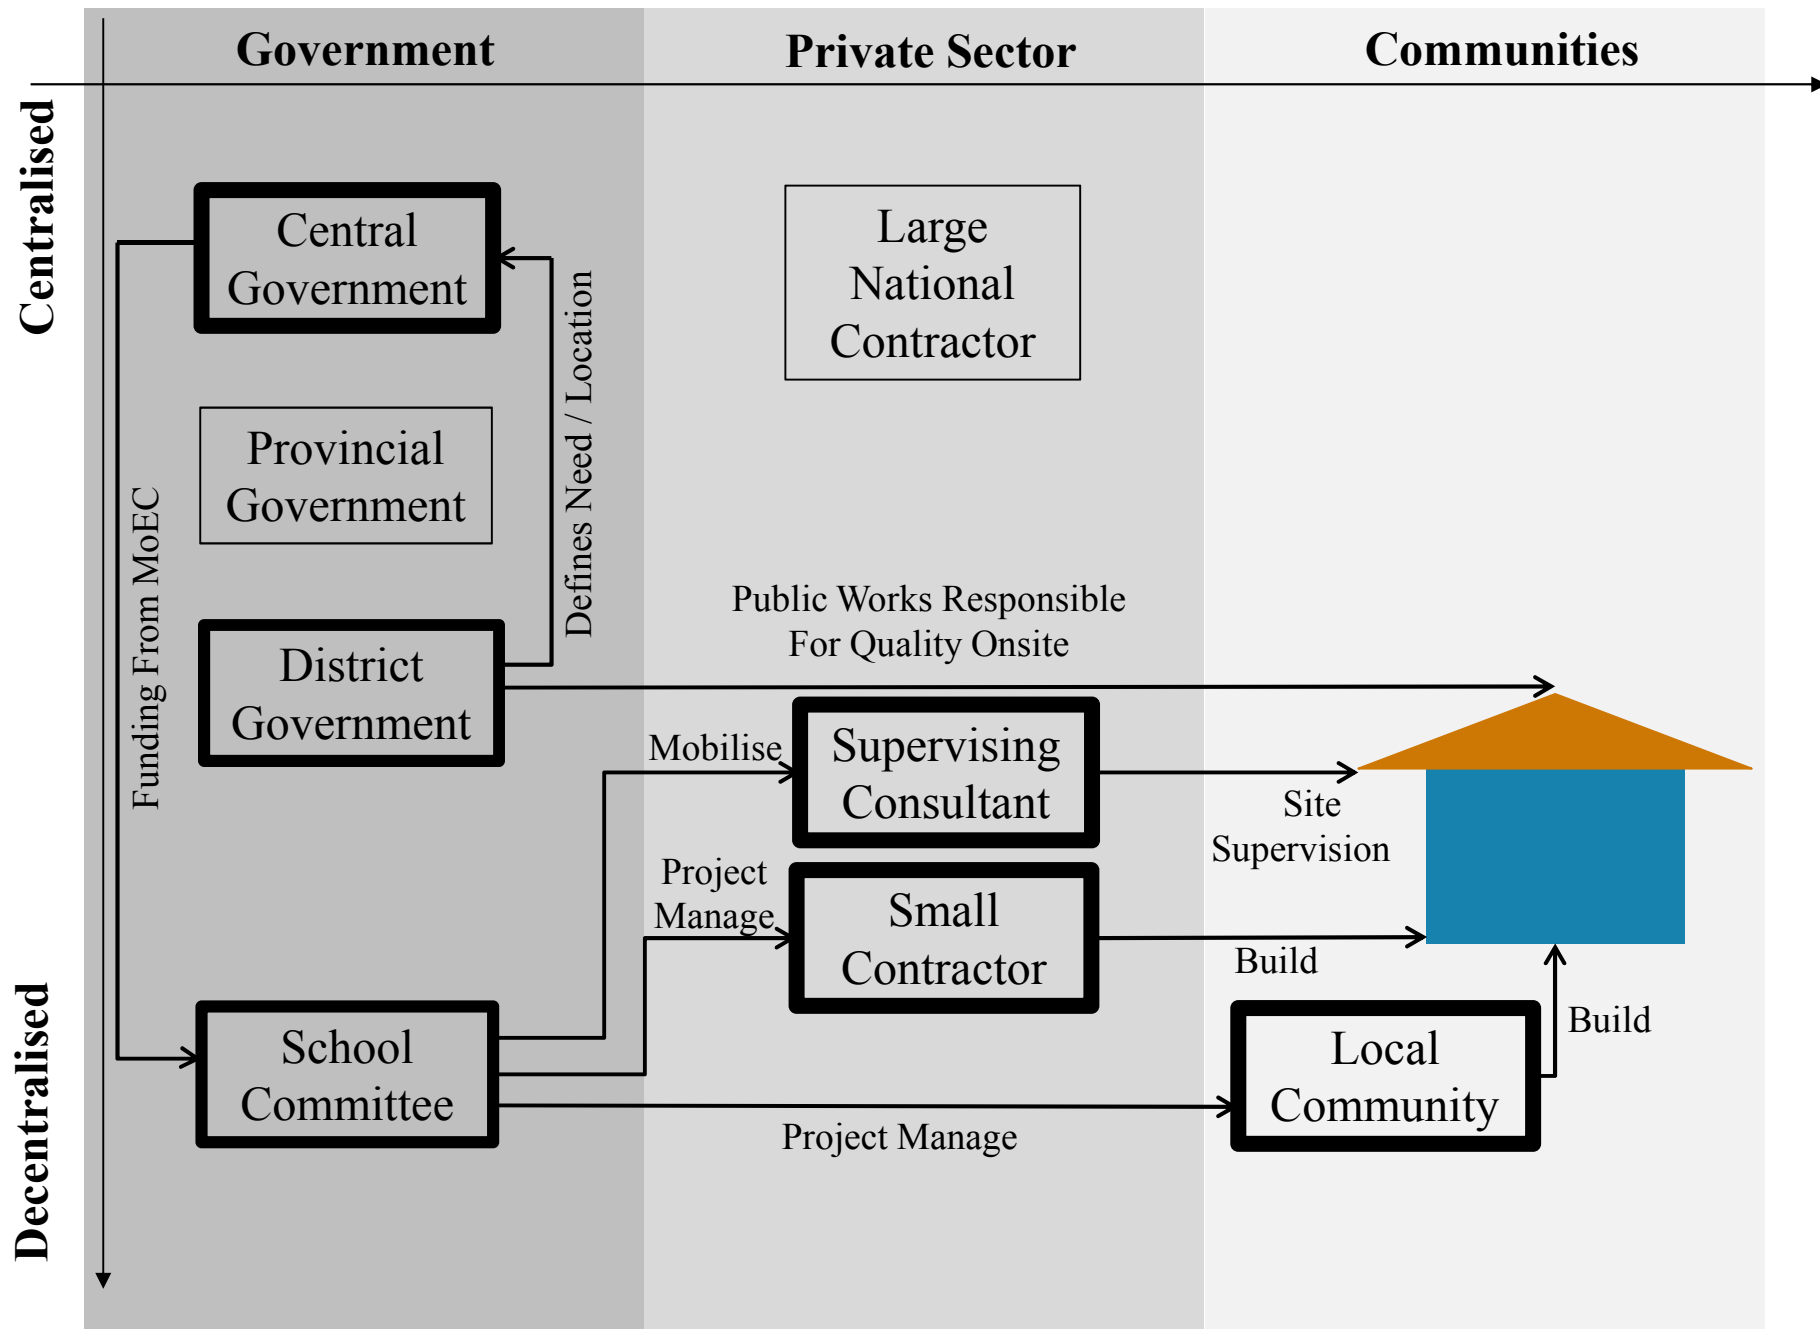 Government
Private Sector
Communities
Centralised
Central
Government
Large
National
Contractor
Defines Need / Location
Provincial
Government
Funding From MoEC
Public Works Responsible
For Quality Onsite
District
Government
Mobilise
Supervising
Consultant
Site
Supervision
Project
Manage
Small
Contractor
Build
Decentralised
School
Committee
Project Manage
Local
Community
Build